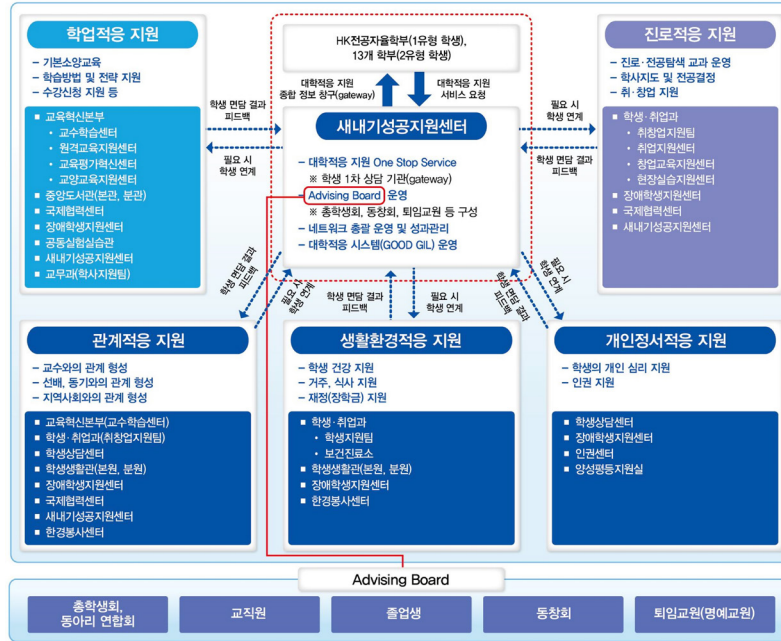 학업적응 지원
– 기본소양교육
– 학습방법 및 전략 지원
– 수강신청 지원 등
■ 교육혁신본부
• 교수학습센터
• 원격교육지원센터
• 교육평가혁신센터
• 교양교육지원센터
■ 중앙도서관(본관, 분관)
■ 국제협력센터
■ 장애학생지원센터
■ 공동실험실습관
■ 새내기성공지원센터
■ 교무과(학사지원팀)
HK전공자율학부(1유형 학생),
13개 학부(2유형 학생)
대학적응 지원
종합 정보 창구(gateway)
대학적응 지원
서비스 요청
학생 면담 결과
피드백
필요 시
학생 연계
새내기성공지원센터
– 대학적응 지원 One Stop Service
※ 학생 1차 상담 기관(gateway)
– Advising Board 운영
※ 총학생회, 동창회, 퇴임교원 등 구성
– 네트워크 총괄 운영 및 성과관리
– 대학적응 시스템(GOOD GIL) 운영
필요 시
학생 연계
학생 면담 결과
피드백
진로적응 지원
– 진로·전공탐색 교과 운영
– 학사지도 및 전공결정
– 취·창업 지원
■ 학생·취업과
• 취창업지원팀
• 취업지원센터
• 창업교육지원센터
• 현장실습지원센터
■ 장애학생지원센터
■ 국제협력센터
■ 새내기성공지원센터
학생 면담 결과
피드백
필요 시
학생 연계
학생 면담 결과
피드백
필요 시
학생 연계
학생 면담 결과
피드백
필요 시
학생 연계
관계적응 지원
– 교수와의 관계 형성
– 선배, 동기와의 관계 형성
– 지역사회와의 관계 형성
■ 교육혁신본부(교수학습센터)
■ 학생·취업과(취창업지원팀)
■ 학생상담센터
■ 학생생활관(본원, 분원)
■ 장애학생지원센터
■ 국제협력센터
■ 새내기성공지원센터
■ 한경봉사센터
생활환경적응 지원
– 학생 건강 지원
– 거주, 식사 지원
– 재정(장학금) 지원
■ 학생·취업과
• 학생지원팀
• 보건진료소
■ 학생생활관(본원, 분원)
■ 장애학생지원센터
■ 한경봉사센터
개인정서적응 지원
– 학생의 개인 심리 지원
– 인권 지원
■ 학생상담센터
■ 장애학생지원센터
■ 인권센터
■ 양성평등지원실
Advising Board
총학생회,
동아리 연합회
교직원
졸업생
동창회
퇴임교원(명예교원)